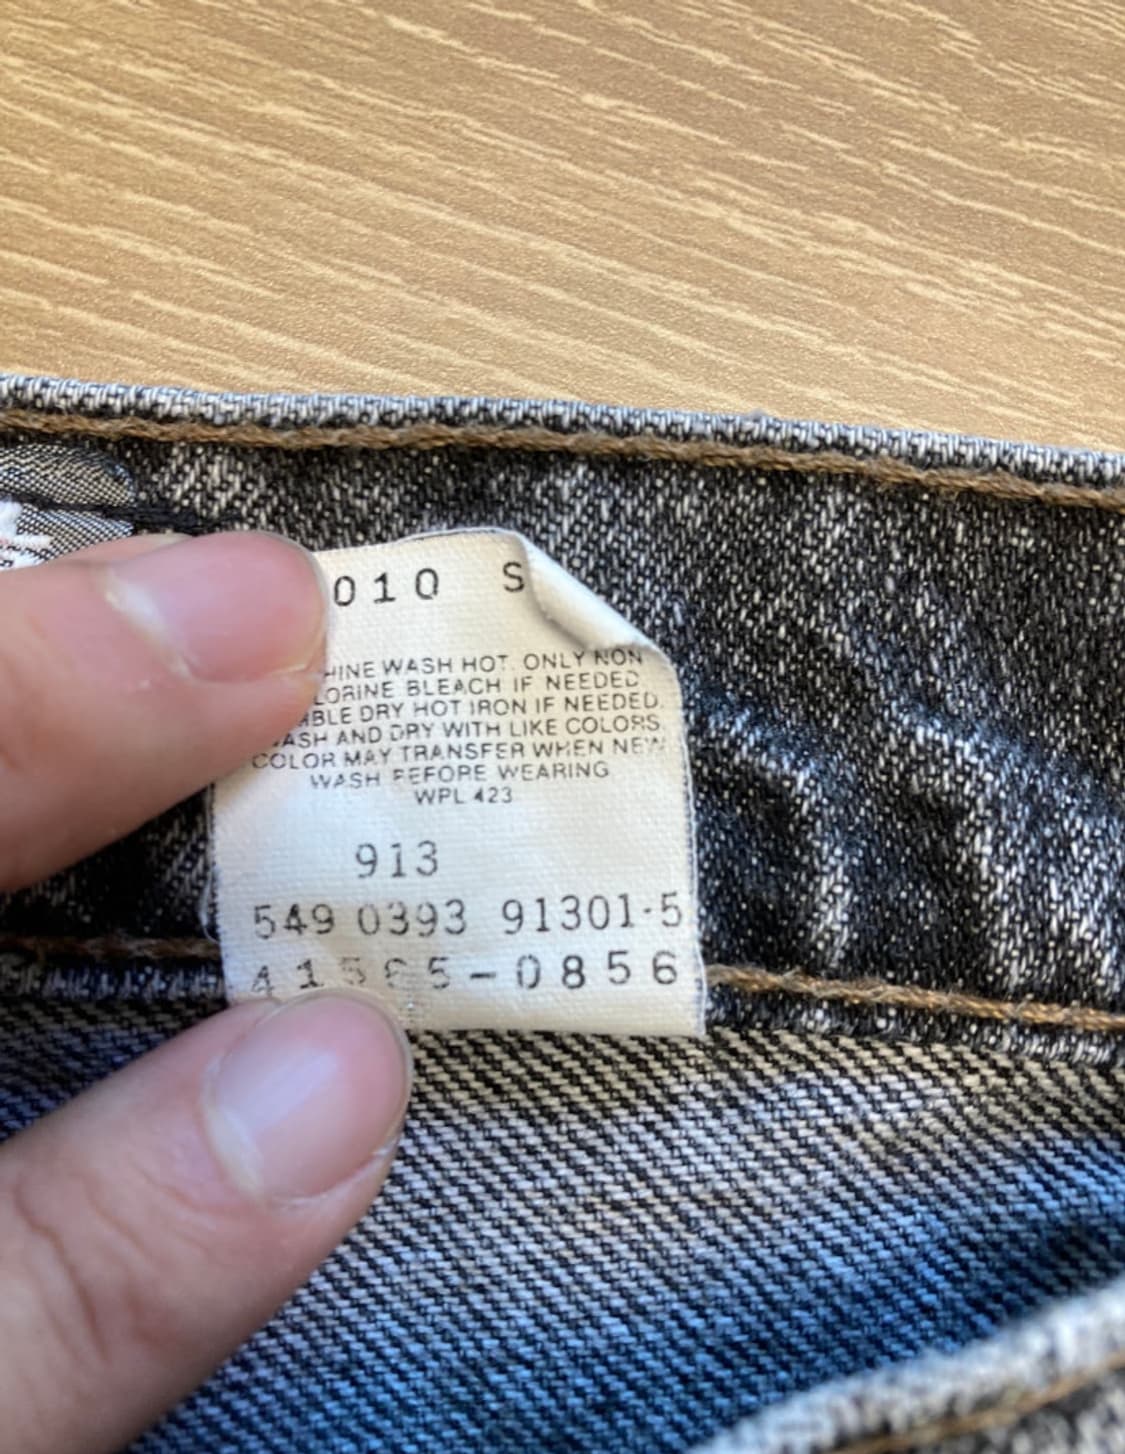 010 S
HINE WASH HOT. ONLY NON
LORINE BLEACH IF NEEDED
BLE DRY HOT IRON IF NEEDED.
ASH AND DRY WITH LIKE COLORS
COLOR MAY TRANSFER WHEN NEW
WASH BEFORE WEARING
WPL 423
913
549 0393 91301-5
-0856